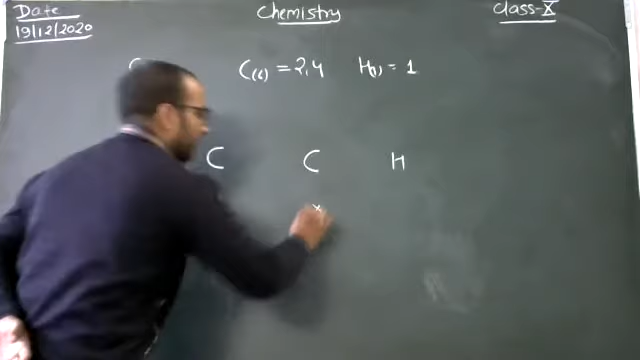 Date Chemistry Class-X
19/12/2020
C C(6) = 2,4 H(1) = 1
C C H
x